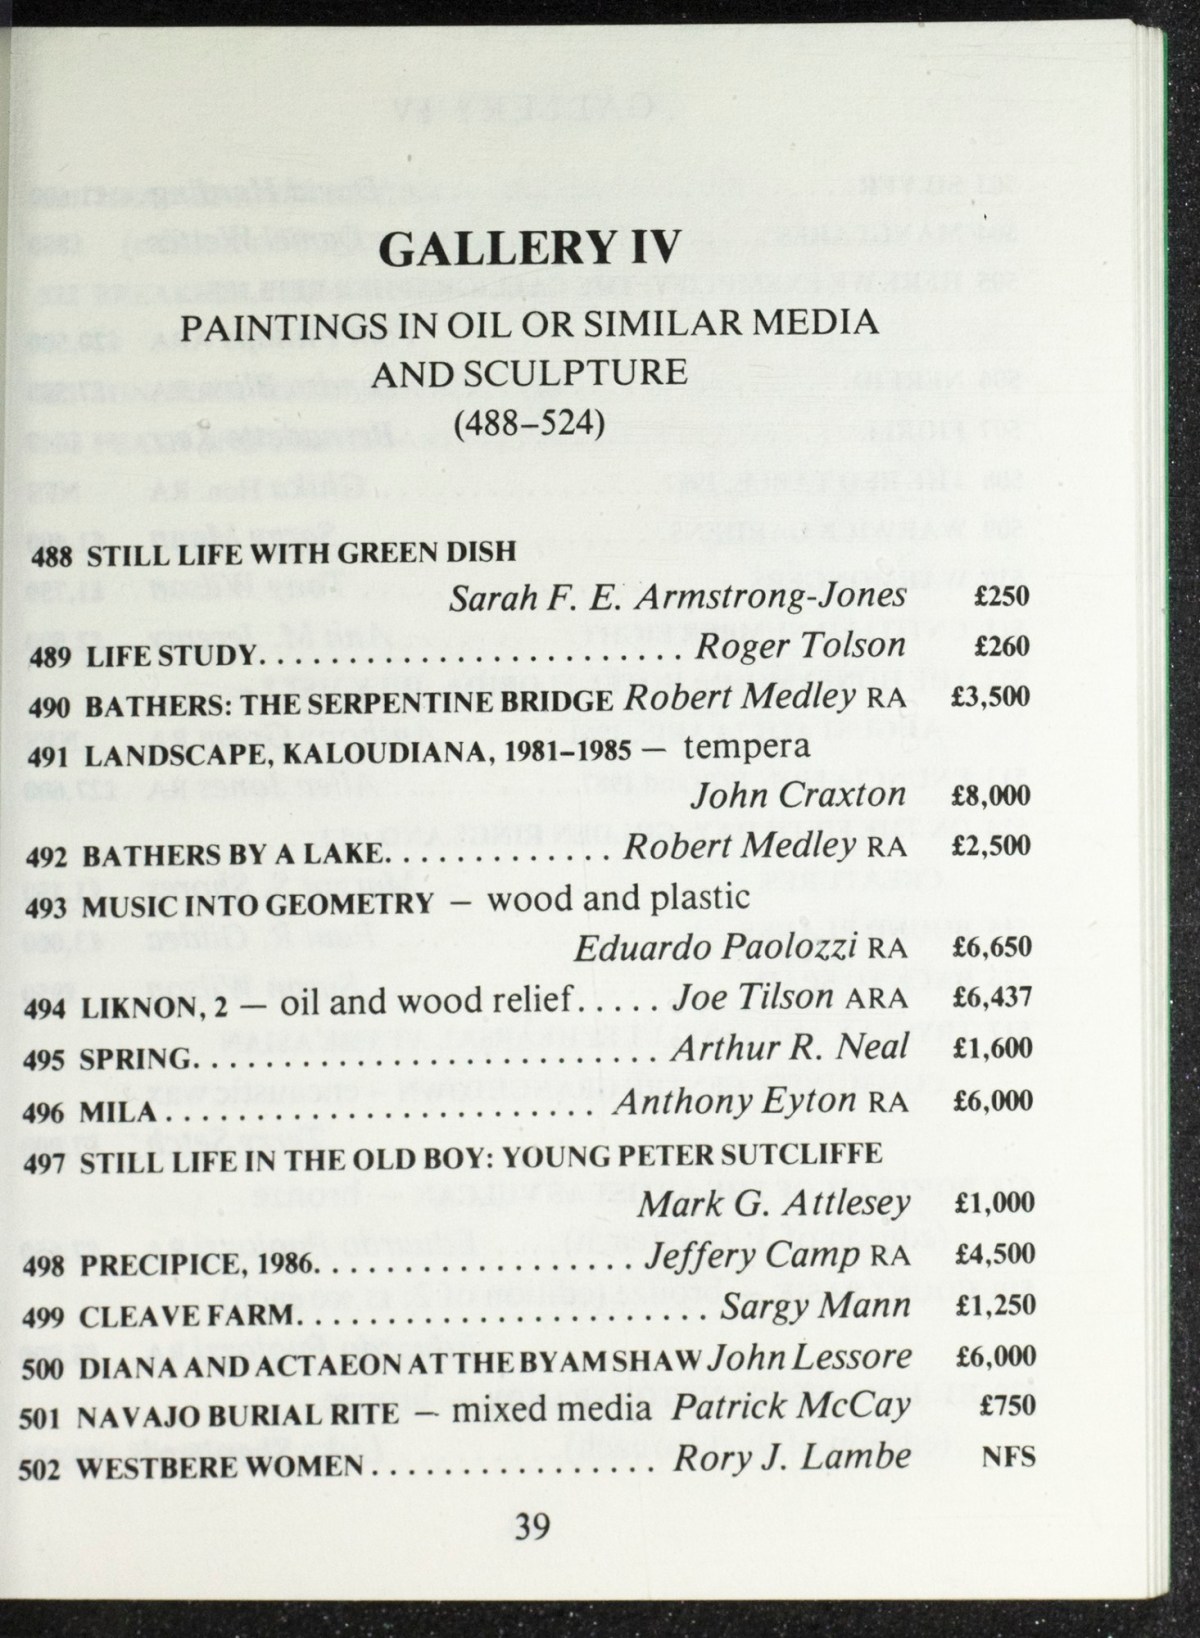 GALLERY IV
PAINTINGS IN OIL OR SIMILAR MEDIA
AND SCULPTURE
(488–524)
488 STILL LIFE WITH GREEN DISH
Sarah F. E. Armstrong-Jones £250
489 LIFE STUDY. . . . . . . . . . . . . . . . . . . . . . . . Roger Tolson £260
490 BATHERS: THE SERPENTINE BRIDGE Robert Medley RA £3,500
491 LANDSCAPE, KALOUDIANA, 1981–1985 — tempera
John Craxton £8,000
492 BATHERS BY A LAKE. . . . . . . . . . . . . Robert Medley RA £2,500
493 MUSIC INTO GEOMETRY — wood and plastic
Eduardo Paolozzi RA £6,650
494 LIKNON, 2 — oil and wood relief. . . . . Joe Tilson ARA £6,437
495 SPRING. . . . . . . . . . . . . . . . . . . . . . . . . . . Arthur R. Neal £1,600
496 MILA . . . . . . . . . . . . . . . . . . . . . . . . . Anthony Eyton RA £6,000
497 STILL LIFE IN THE OLD BOY: YOUNG PETER SUTCLIFFE
Mark G. Attlesey £1,000
498 PRECIPICE, 1986. . . . . . . . . . . . . . . . . . . Jeffery Camp RA £4,500
499 CLEAVE FARM. . . . . . . . . . . . . . . . . . . . . . . . Sargy Mann £1,250
500 DIANA AND ACTAEON AT THE BYAM SHAW John Lessore £6,000
501 NAVAJO BURIAL RITE — mixed media Patrick McCay £750
502 WESTBERE WOMEN . . . . . . . . . . . . . . . . . Rory J. Lambe NFS
39